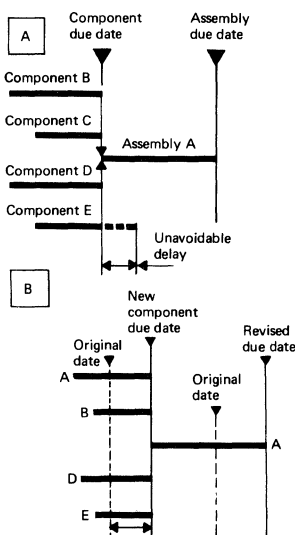 A
Component
due date
Assembly
due date
Component B
Component C
Assembly A
Component D
Component E
Unavoidable
delay
B
New
component
due date
Original
date
Revised
due date
Original
date
A
B
A
D
E